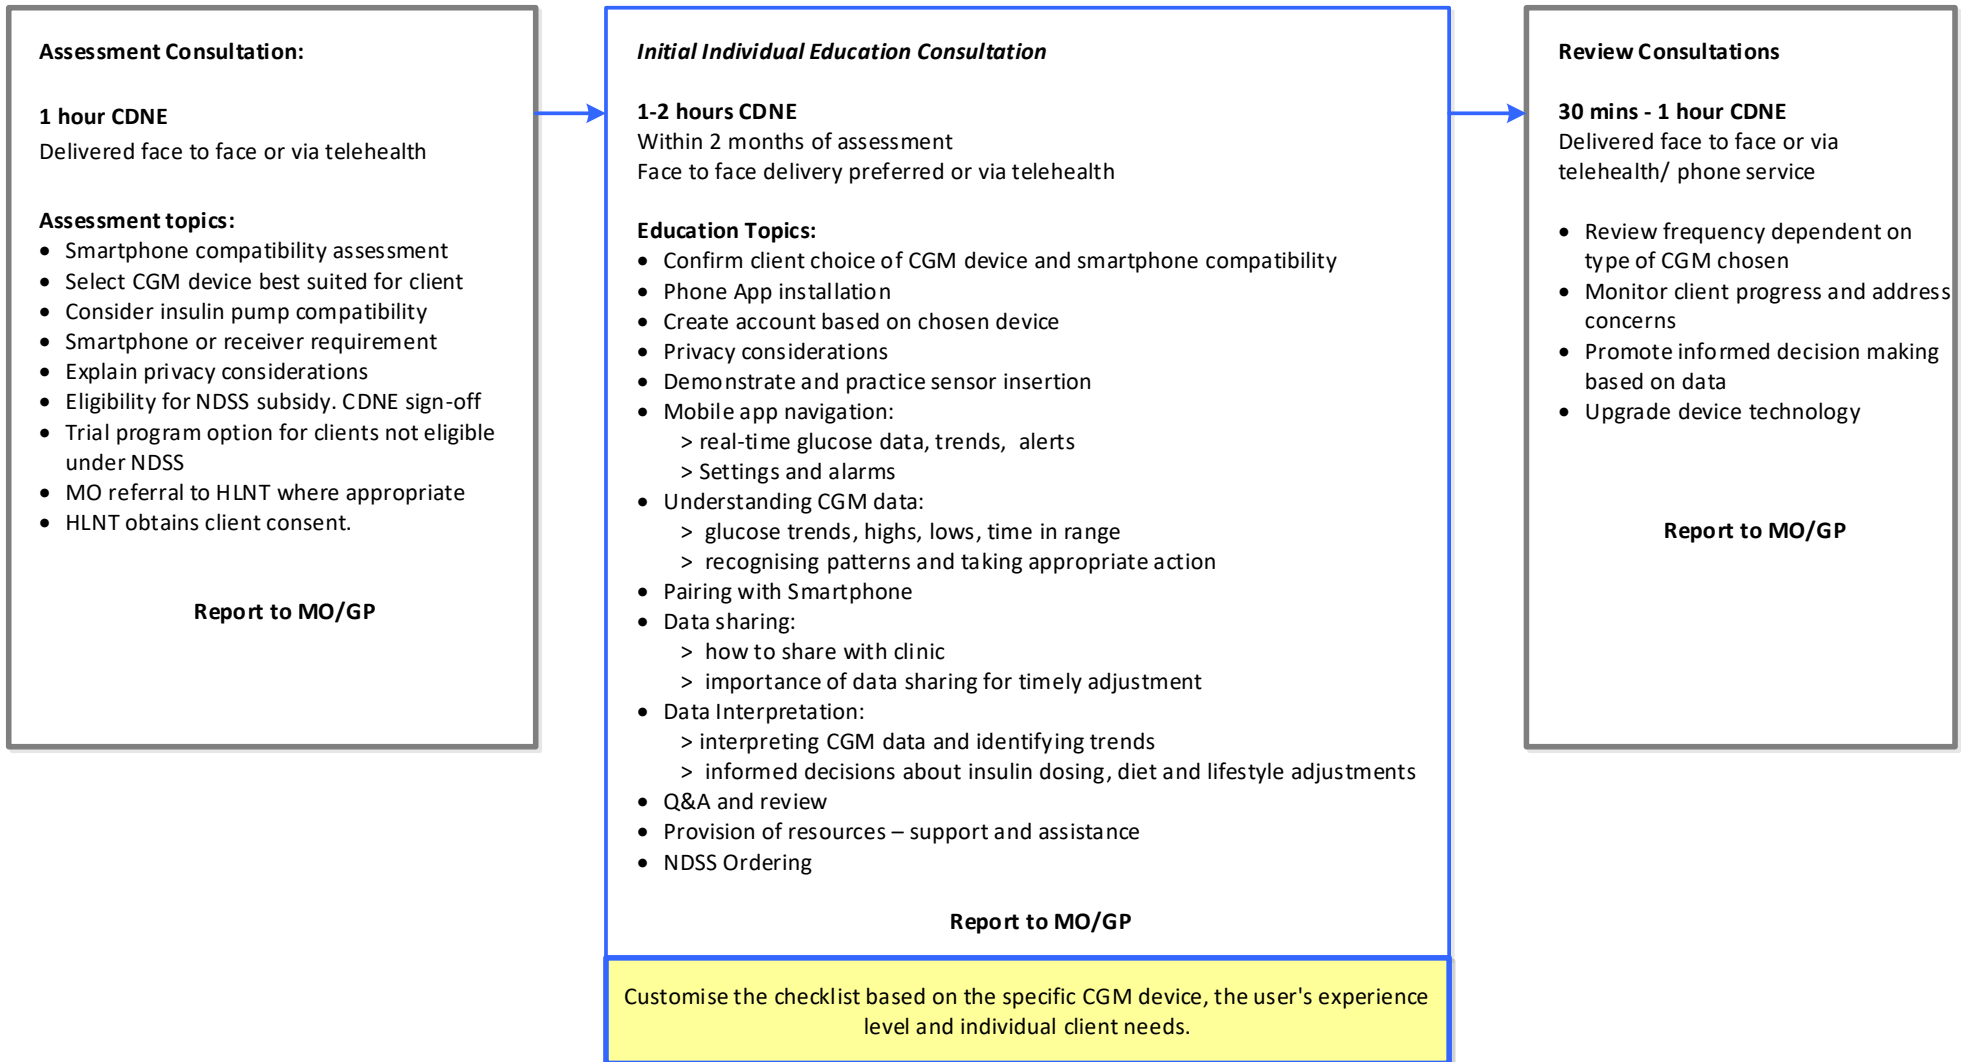 Assessment Consultation:
1 hour CDNE
Delivered face to face or via telehealth
Assessment topics:
• Smartphone compatibility assessment
• Select CGM device best suited for client
• Consider insulin pump compatibility
• Smartphone or receiver requirement
• Explain privacy considerations
• Eligibility for NDSS subsidy. CDNE sign-off
• Trial program option for clients not eligible
under NDSS
• MO referral to HLNT where appropriate
• HLNT obtains client consent.
Report to MO/GP
Initial Individual Education Consultation
1-2 hours CDNE
Within 2 months of assessment
Face to face delivery preferred or via telehealth
Education Topics:
• Confirm client choice of CGM device and smartphone compatibility
• Phone App installation
• Create account based on chosen device
• Privacy considerations
• Demonstrate and practice sensor insertion
• Mobile app navigation:
> real-time glucose data, trends, alerts
> Settings and alarms
• Understanding CGM data:
> glucose trends, highs, lows, time in range
> recognising patterns and taking appropriate action
• Pairing with Smartphone
• Data sharing:
> how to share with clinic
> importance of data sharing for timely adjustment
• Data Interpretation:
> interpreting CGM data and identifying trends
> informed decisions about insulin dosing, diet and lifestyle adjustments
• Q&A and review
• Provision of resources – support and assistance
• NDSS Ordering
Report to MO/GP
Customise the checklist based on the specific CGM device, the user's experience
level and individual client needs.
Review Consultations
30 mins - 1 hour CDNE
Delivered face to face or via
telehealth/ phone service
• Review frequency dependent on
type of CGM chosen
• Monitor client progress and address
concerns
• Promote informed decision making
based on data
• Upgrade device technology
Report to MO/GP